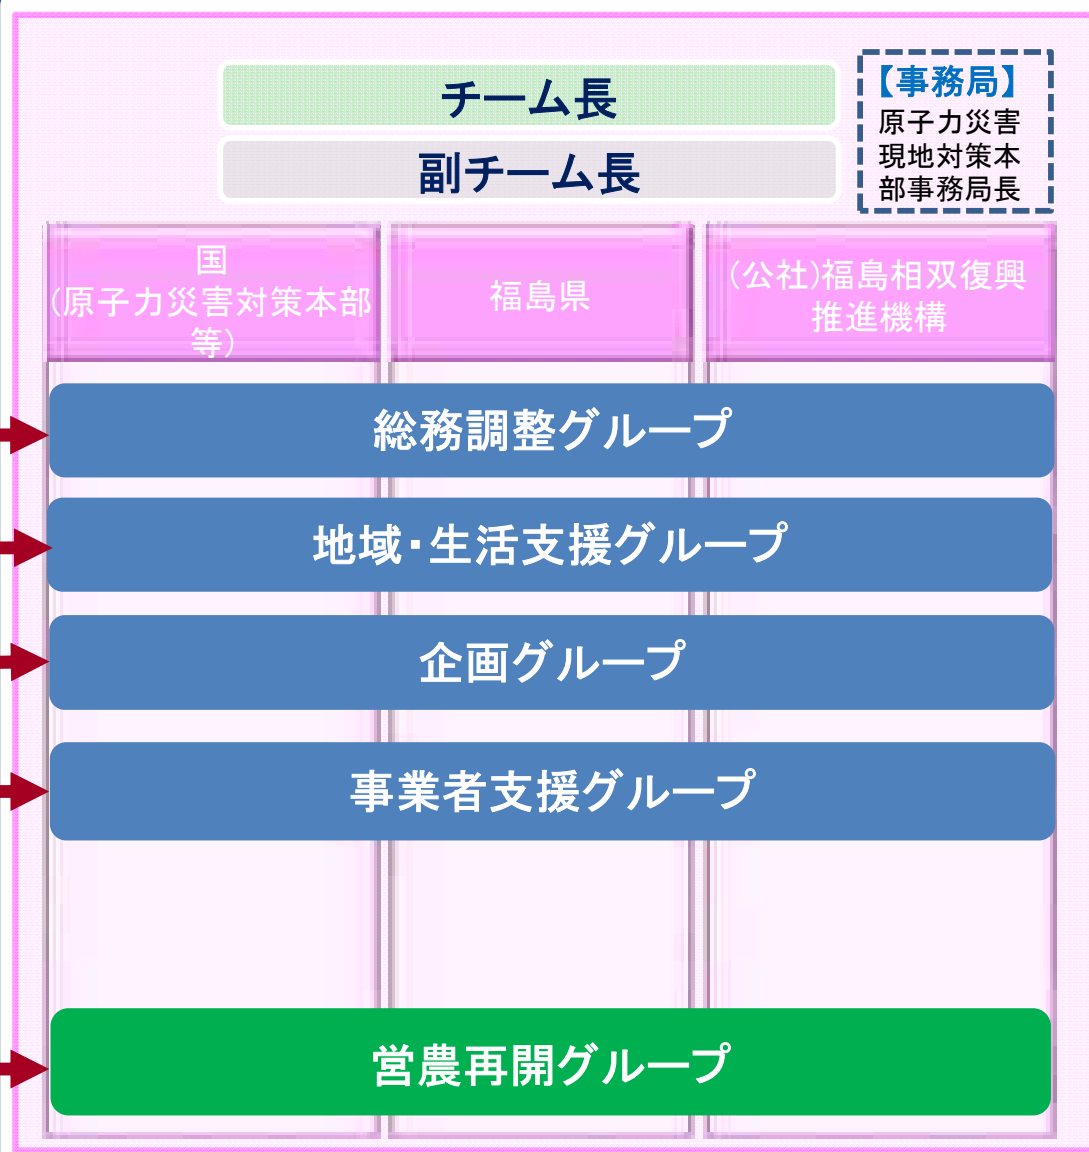 チーム長
副チーム長
【事務局】
原子力災害
現地対策本
部事務局長
国
(原子力災害対策本部
等)
福島県
(公社)福島相双復興
推進機構
総務調整グループ
地域・生活支援グループ
企画グループ
事業者支援グループ
営農再開グループ